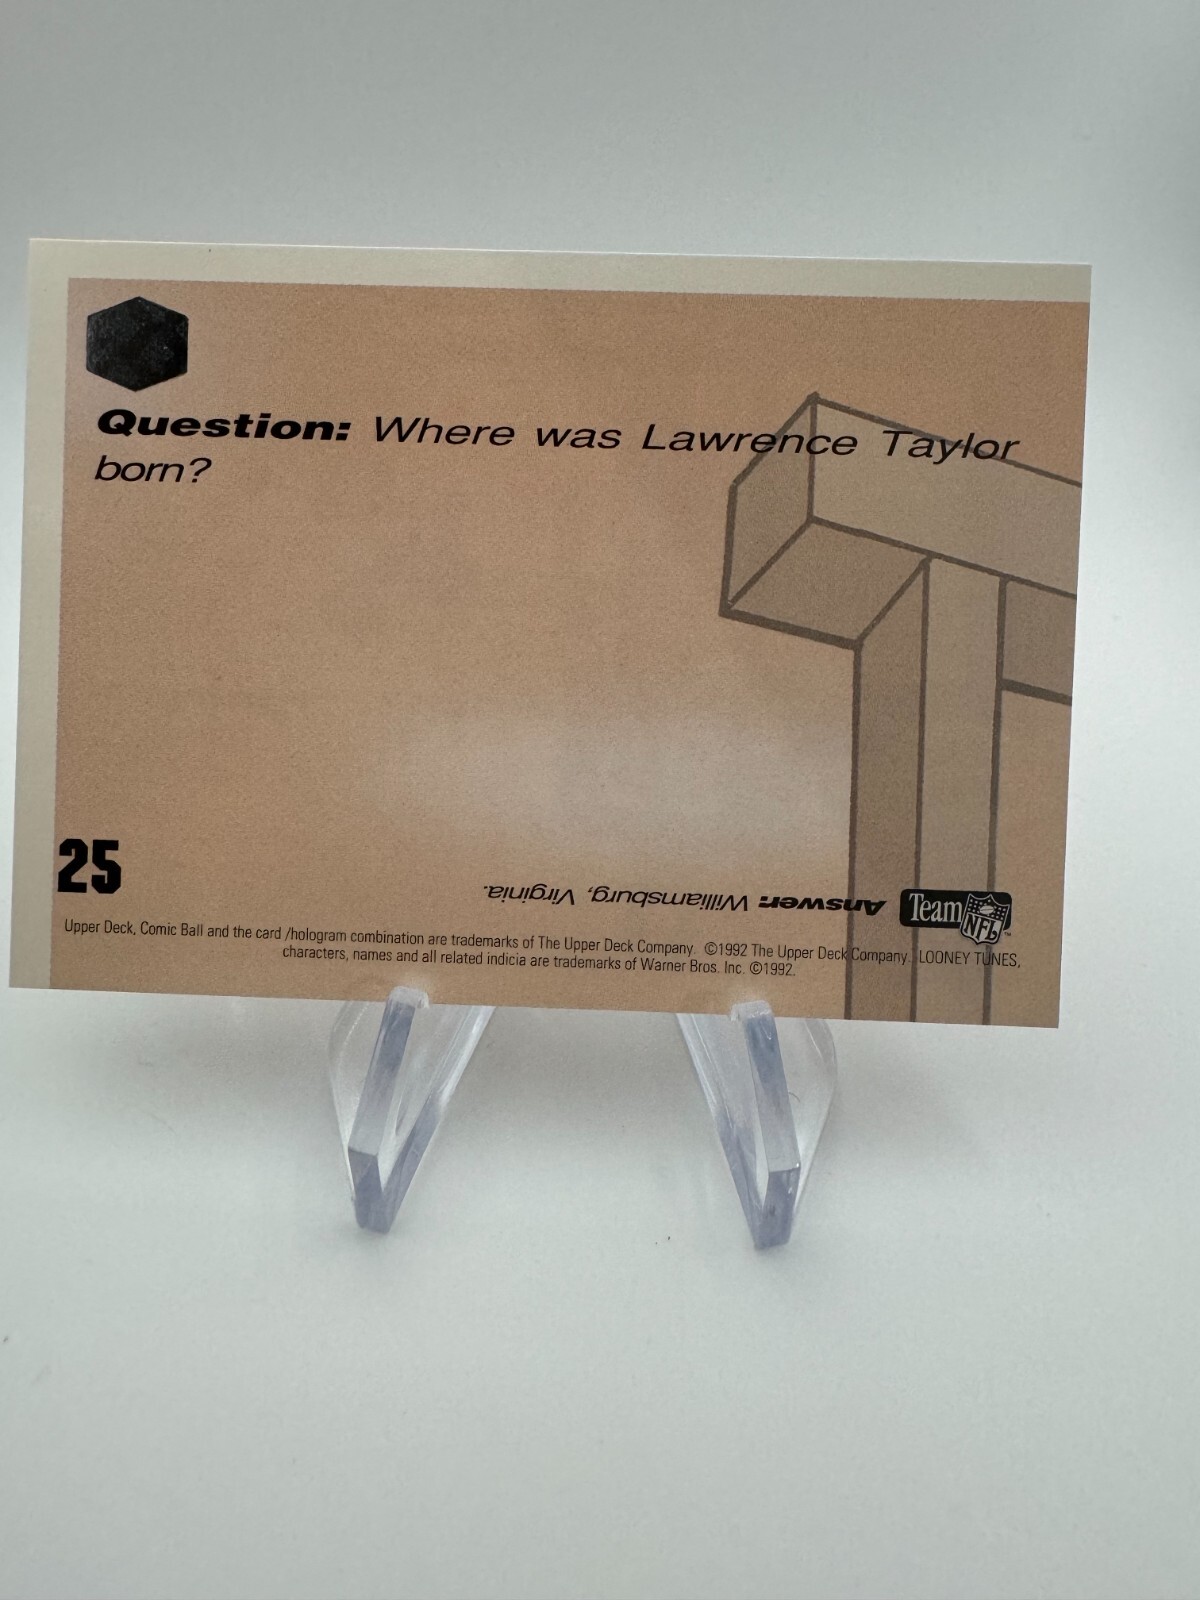 Question: Where was Lawrence Taylor
born?
25
Answer: Williamsburg, Virginia.
Team NFL TM
Upper Deck, Comic Ball and the card /hologram combination are trademarks of The Upper Deck Company. ©1992 The Upper Deck Company. LOONEY TUNES,
characters, names and all related indicia are trademarks of Warner Bros. Inc. ©1992.